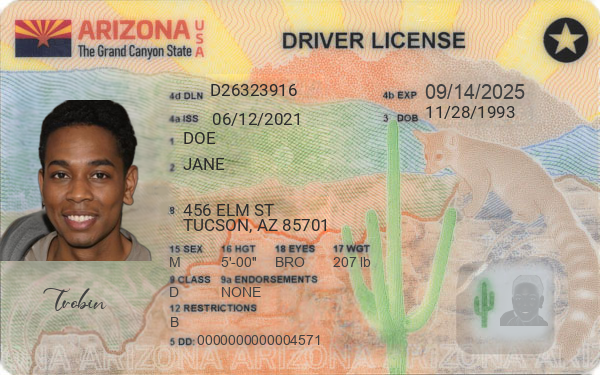 ARIZONA USA
The Grand Canyon State
DRIVER LICENSE
4d DLN D26323916
4b EXP 09/14/2025
4a ISS 06/12/2021
3 DOB 11/28/1993
1 DOE
2 JANE
8 456 ELM ST
TUCSON, AZ 85701
15 SEX 16 HGT 18 EYES 17 WGT
M 5'-00" BRO 207 lb
9 CLASS 9a ENDORSEMENTS
D NONE
12 RESTRICTIONS
B
5 DD: 0000000000004571
Trobin
ARIZONA ARIZONA ARIZONA ARIZONA